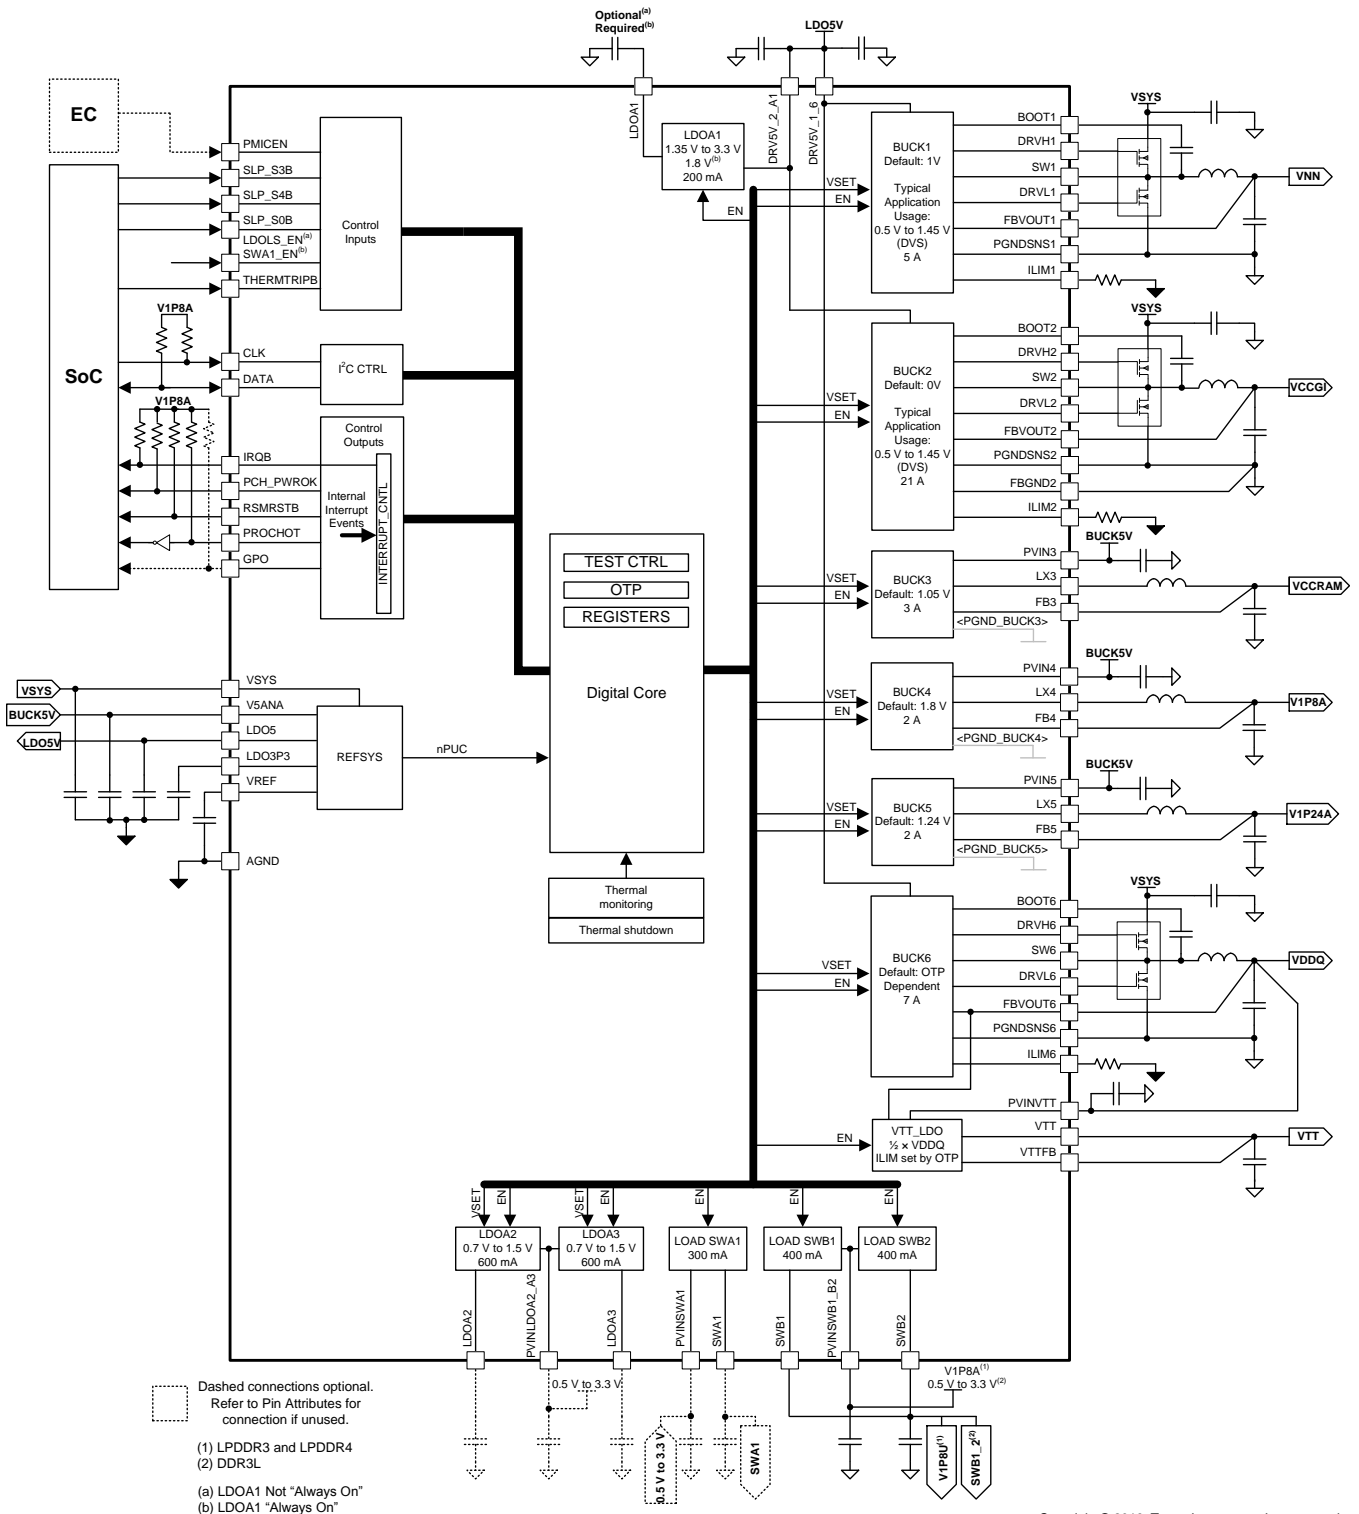 Optional(a)
Required(b)
LDO5V
EC
SoC
PMICEN
SLP_S3B
SLP_S4B
SLP_S0B
LDOLS_EN(a)
SWA1_EN(b)
THERMTRIPB
Control
Inputs
V1P8A
CLK
DATA
I2C CTRL
V1P8A
IRQB
PCH_PWROK
RSMRSTB
PROCHOT
GPO
Control
Outputs
Internal
Interrupt
Events
INTERRUPT_CNTL
LDOA1
LDOA1
1.35 V to 3.3 V
1.8 V(b)
200 mA
EN
DRV5V_2_A1
DRV5V_1_6
VSET
EN
BUCK1
Default: 1V
Typical
Application
Usage:
0.5 V to 1.45 V
(DVS)
5 A
BOOT1
DRVH1
SW1
DRVL1
FBVOUT1
PGNDSNS1
ILIM1
VSYS
VNN
VSET
EN
BUCK2
Default: 0V
Typical
Application
Usage:
0.5 V to 1.45 V
(DVS)
21 A
BOOT2
DRVH2
SW2
DRVL2
FBVOUT2
PGNDSNS2
FBGND2
ILIM2
VSYS
VCCGI
TEST CTRL
OTP
REGISTERS
Digital Core
VSET
EN
BUCK3
Default: 1.05 V
3 A
PVIN3
LX3
FB3
<PGND_BUCK3>
BUCK5V
VCCRAM
VSET
EN
BUCK4
Default: 1.8 V
2 A
PVIN4
LX4
FB4
<PGND_BUCK4>
BUCK5V
V1P8A
VSYS
BUCK5V
LDO5V
VSYS
V5ANA
LDO5
LDO3P3
VREF
AGND
REFSYS
nPUC
VSET
EN
BUCK5
Default: 1.24 V
2 A
PVIN5
LX5
FB5
<PGND_BUCK5>
BUCK5V
V1P24A
Thermal
monitoring
Thermal shutdown
VSET
EN
BUCK6
Default: OTP
Dependent
7 A
BOOT6
DRVH6
SW6
DRVL6
FBVOUT6
PGNDSNS6
ILIM6
VSYS
VDDQ
EN
VTT_LDO
½ × VDDQ
ILIM set by OTP
PVINVTT
VTT
VTTFB
VTT
VSET
EN
VSET
EN
EN
EN
EN
LDOA2
0.7 V to 1.5 V
600 mA
LDOA3
0.7 V to 1.5 V
600 mA
LOAD SWA1
300 mA
LOAD SWB1
400 mA
LOAD SWB2
400 mA
LDOA2
PVINLDOA2_A3
LDOA3
PVINSWA1
SWA1
SWB1
PVINSWB1_B2
SWB2
0.5 V to 3.3 V
V1P8A(1)
0.5 V to 3.3 V(2)
0.5 V to 3.3 V
SWA1
V1P8U(1)
SWB1_2(2)
Dashed connections optional.
Refer to Pin Attributes for
connection if unused.
(1) LPDDR3 and LPDDR4
(2) DDR3L
(a) LDOA1 Not “Always On”
(b) LDOA1 “Always On”